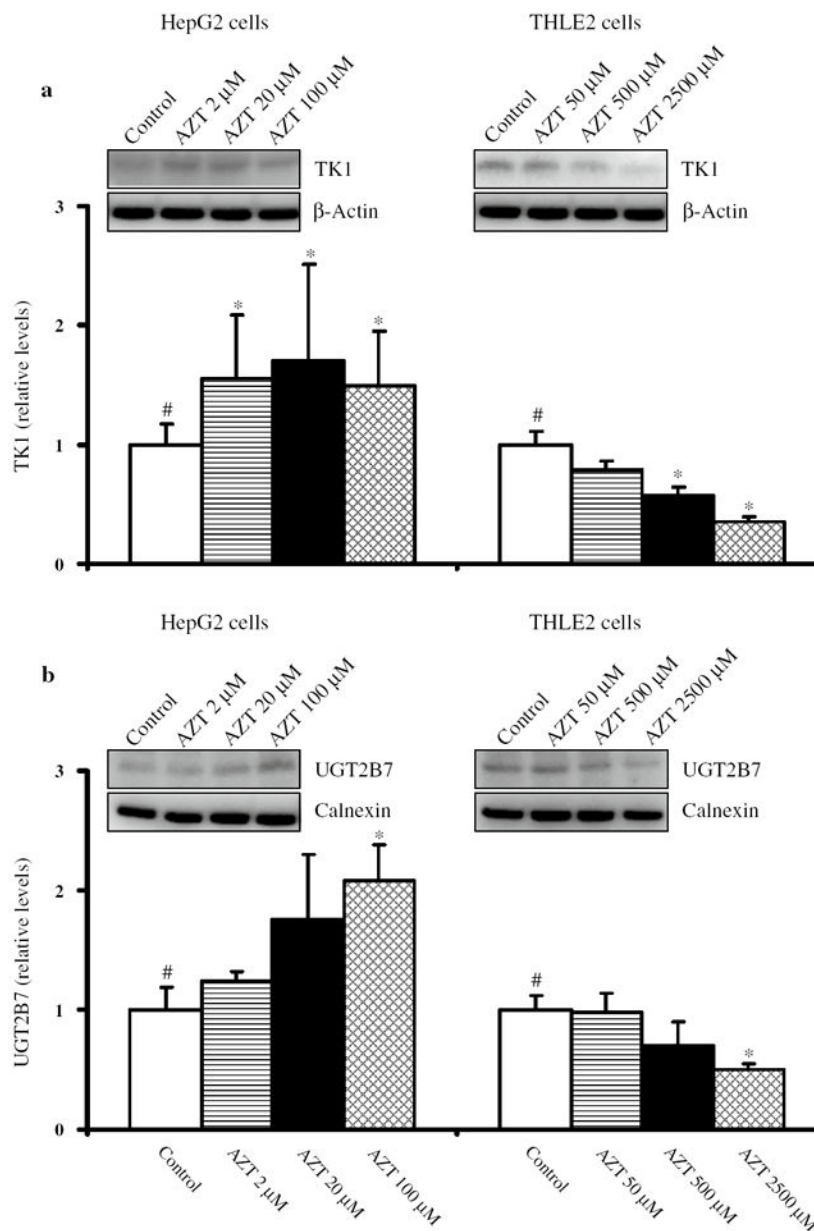 HepG2 cells THLE2 cells
a
Control AZT 2 µM AZT 20 µM AZT 100 µM Control AZT 50 µM AZT 500 µM AZT 2500 µM
TK1 TK1
β-Actin β-Actin
3
2
1
0
TK1 (relative levels)
* * *
#
#
*
*
HepG2 cells THLE2 cells
b
Control AZT 2 µM AZT 20 µM AZT 100 µM Control AZT 50 µM AZT 500 µM AZT 2500 µM
UGT2B7 UGT2B7
Calnexin Calnexin
3
2
1
0
UGT2B7 (relative levels)
*
# #
*
Control AZT 2 µM AZT 20 µM AZT 100 µM Control AZT 50 µM AZT 500 µM AZT 2500 µM